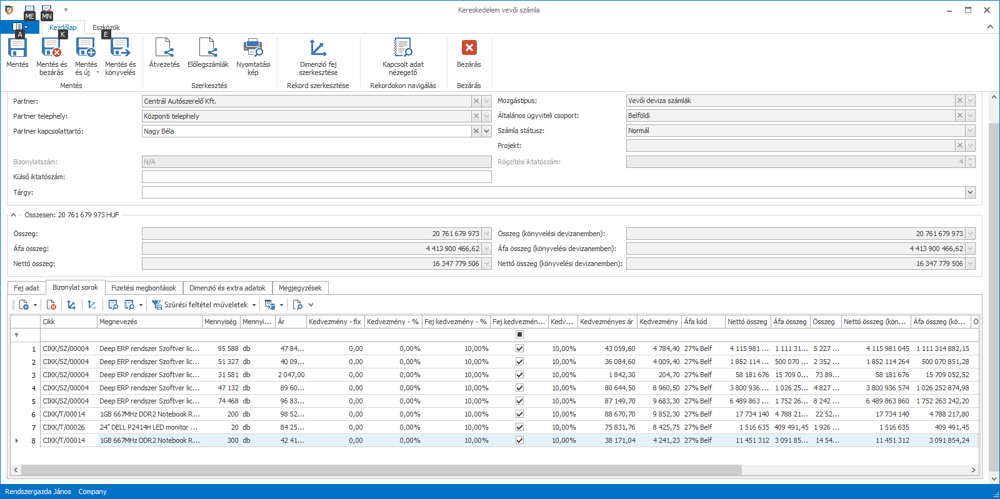 Kereskedelem vevői számla
ME MN
Kezdőlap Eszközök
A K E
Mentés
Mentés és bezárás
Mentés és új
Mentés és könyvelés
Átvezetés
Előlegszámlák
Nyomtatási kép
Dimenzió fej szerkesztése
Kapcsolt adat nézegető
Bezárás
Mentés Szerkesztés Rekord szerkesztése Rekordokon navigálás Bezárás
Partner: Centrál Autószerelő Kft. Mozgástípus: Vevői deviza számlák
Partner telephely: Központi telephely Általános ügyviteli csoport: Belföldi
Partner kapcsolattartó: Nagy Béla Számla státusz: Normál
Projekt:
Bizonylatszám: N/A Rögzítési iktatószám: 4
Külső iktatószám:
Tárgy:
Összesen: 20 761 679 973 HUF
Összeg: 20 761 679 973 Összeg (könyvelési devizanemben): 20 761 679 973
Áfa összeg: 4 413 900 466,62 Áfa összeg (könyvelési devizanemben): 4 413 900 466,62
Nettó összeg: 16 347 779 506 Nettó összeg (könyvelési devizanemben): 16 347 779 506
Fej adat Bizonylat sorok Fizetési megbontások Dimenzió és extra adatok Megjegyzések
Szűrési feltétel műveletek
Cikk Megnevezés Mennyiség Mennyi... Ár Kedvezmény - fix Kedvezmény - % Fej kedvezmény - % Fej kedvezmén... Kedv... Kedvezményes ár Kedvezmény Áfa kód Nettó összeg Áfa összeg Összeg Nettó összeg (kön... Áfa összeg (kö... Ö
1 CIKK/SZ/00004 Deep ERP rendszer Szoftver lic... 95 588 db 47 84... 0,00 0,00% 10,00% 10,00% 43 059,60 4 784,40 27% Belf 4 115 981 ... 1 111 31... 5 227 ... 4 115 981 045 1 111 314 882,15
2 CIKK/SZ/00004 Deep ERP rendszer Szoftver lic... 51 327 db 40 09... 0,00 0,00% 10,00% 10,00% 36 084,60 4 009,40 27% Belf 1 852 114 ... 500 070 ... 2 352 ... 1 852 114 264 500 070 851,28
3 CIKK/SZ/00004 Deep ERP rendszer Szoftver lic... 31 581 db 2 047,00 0,00 0,00% 10,00% 10,00% 1 842,30 204,70 27% Belf 58 181 676 15 709 0... 73 89... 58 181 676 15 709 052,52
4 CIKK/SZ/00004 Deep ERP rendszer Szoftver lic... 47 132 db 89 60... 0,00 0,00% 10,00% 10,00% 80 644,50 8 960,50 27% Belf 3 800 936 ... 1 026 25... 4 827 ... 3 800 936 574 1 026 252 874,98
5 CIKK/SZ/00004 Deep ERP rendszer Szoftver lic... 74 468 db 96 83... 0,00 0,00% 10,00% 10,00% 87 149,70 9 683,30 27% Belf 6 489 863 ... 1 752 26... 8 242 ... 6 489 863 860 1 752 263 242,20
6 CIKK/T/00014 1GB 667MHz DDR2 Notebook R... 200 db 98 52... 0,00 0,00% 10,00% 10,00% 88 670,70 9 852,30 27% Belf 17 734 140 4 788 21... 22 52... 17 734 140 4 788 217,80
7 CIKK/T/00026 24" DELL P2414H LED monitor ... 20 db 84 25... 0,00 0,00% 10,00% 10,00% 75 831,76 8 425,75 27% Belf 1 516 635 409 491,45 1 926 ... 1 516 635 409 491,45
8 CIKK/T/00014 1GB 667MHz DDR2 Notebook R... 300 db 42 41... 0,00 0,00% 10,00% 10,00% 38 171,04 4 241,23 27% Belf 11 451 312 3 091 85... 14 54... 11 451 312 3 091 854,24
Rendszergazda János Company